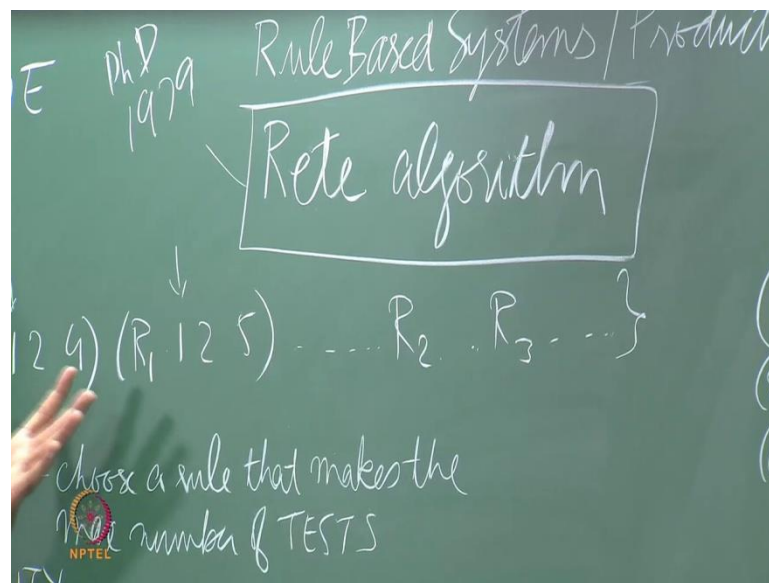 Rule Based Systems / Product
E
PhD
1979
Rete algorithm
1 2 4) (R1 1 2 5) ...... R2 .. R3 .... }
choose a rule that makes the
number of TESTS
NPTEL